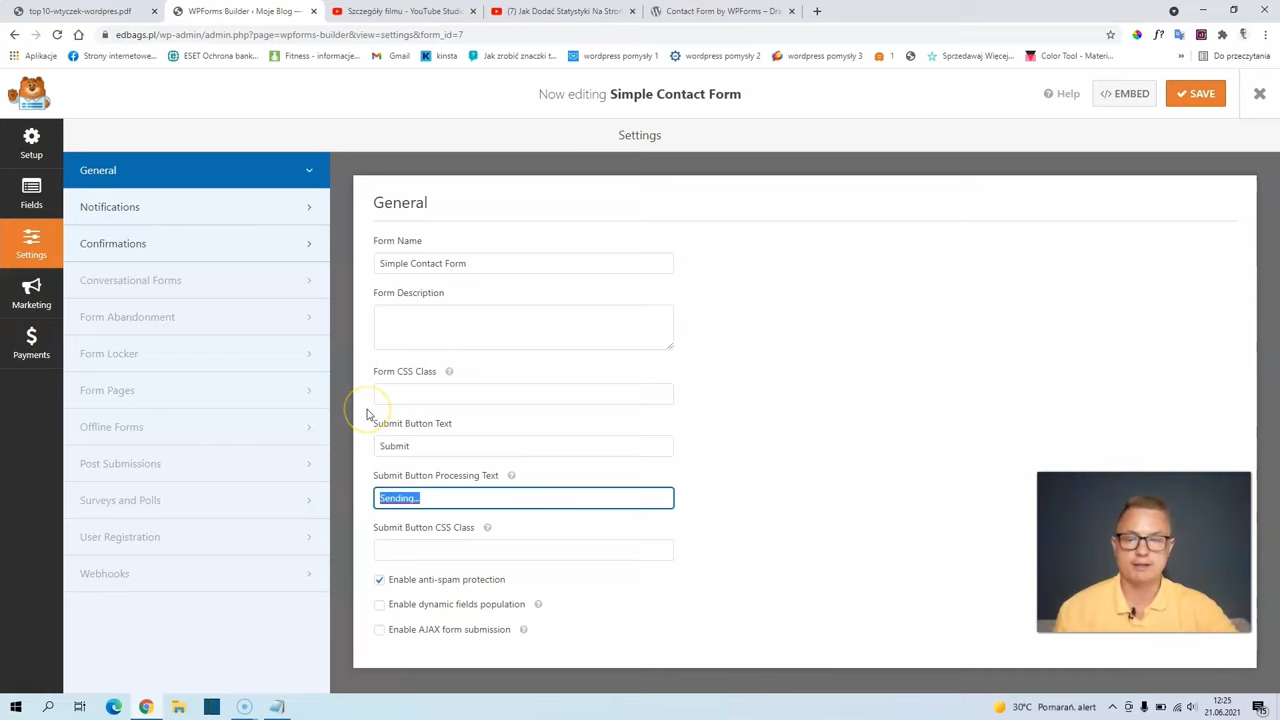 top10-wtyczek-wordpress.pdf
WPForms Builder ‹ Moje Blog —
Szczegóły filmu - YouTube Stude
(7) Jak Dodać Statystyki Na Stron
Contact Form by WPForms – Dra
edbags.pl/wp-admin/admin.php?page=wpforms-builder&view=settings&form_id=7
Aplikacje
Strony internetowe...
ESET Ochrona bank...
Fitness - informacje...
Gmail
kinsta
Jak zrobić znaczki t...
wordpress pomysły 1
wordpress pomysły 2
wordpress pomysły 3
1
Sprzedawaj Więcej...
Color Tool - Materi...
»
Do przeczytania
Now editing Simple Contact Form
Help
</> EMBED
SAVE
Settings
Setup
Fields
Settings
Marketing
Payments
General
Notifications
Confirmations
Conversational Forms
Form Abandonment
Form Locker
Form Pages
Offline Forms
Post Submissions
Surveys and Polls
User Registration
Webhooks
General
Form Name
Simple Contact Form
Form Description
Form CSS Class
Submit Button Text
Submit
Submit Button Processing Text
Sending...
Submit Button CSS Class
Enable anti-spam protection
Enable dynamic fields population
Enable AJAX form submission
30°C Pomarań. alert
12:25
21.06.2021